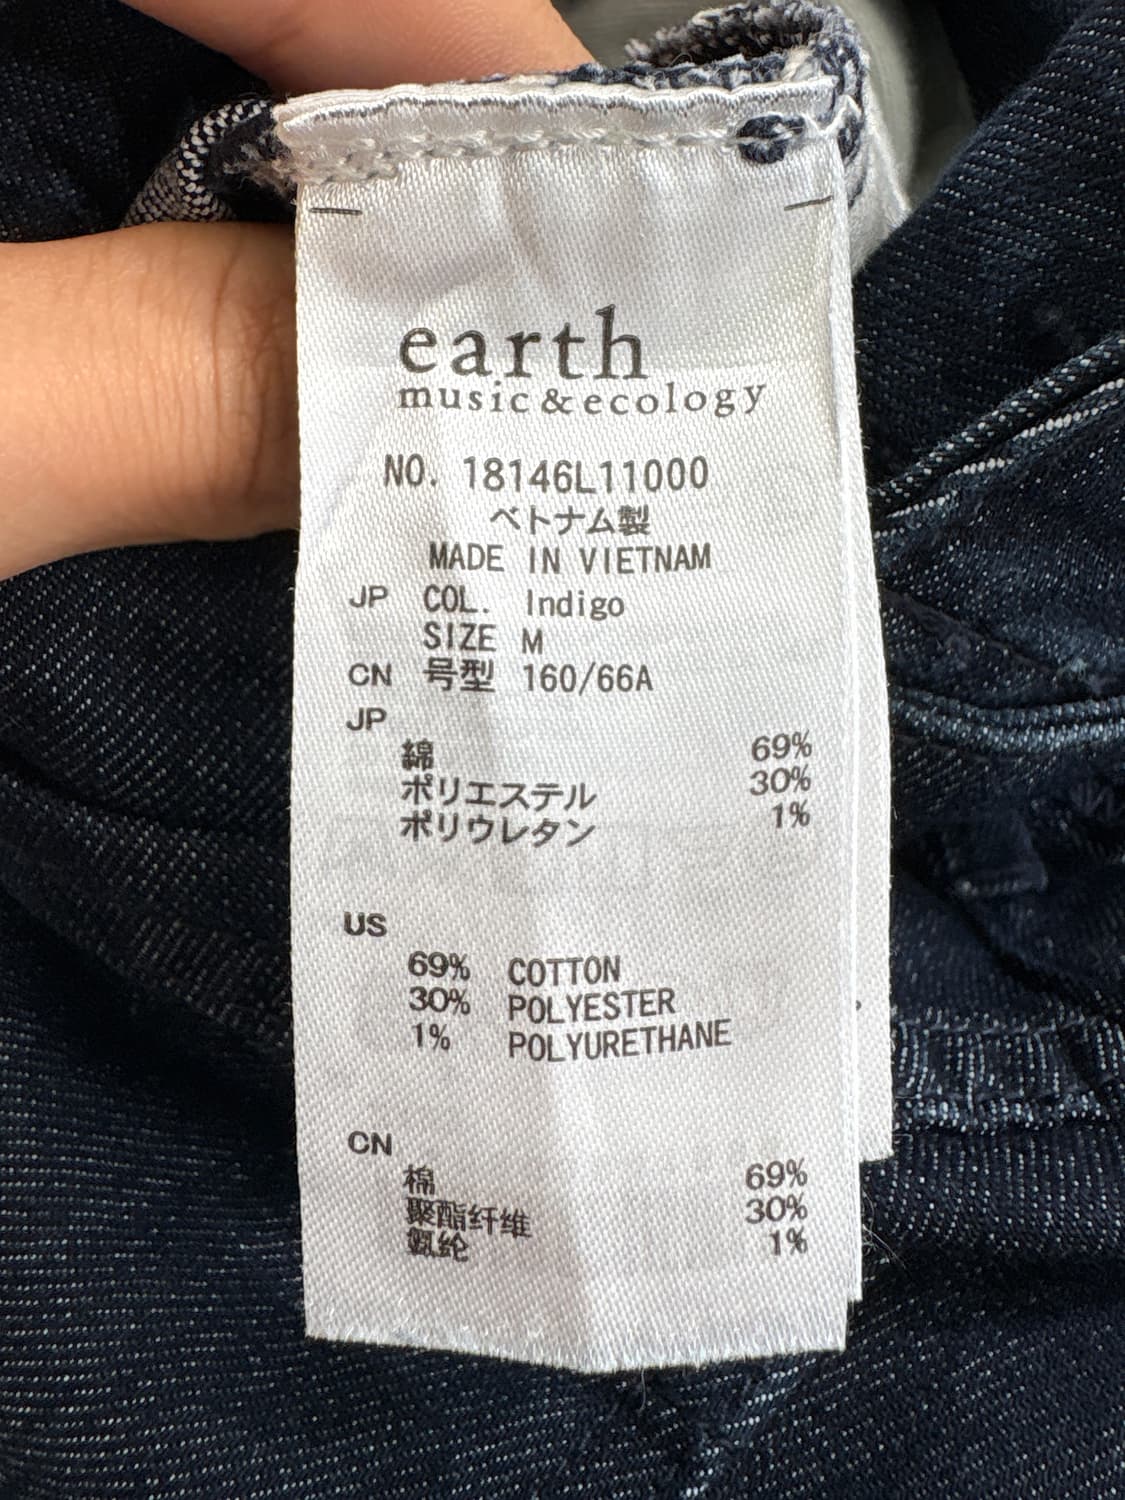 earth
music & ecology
NO. 18146L11000
ベトナム製
MADE IN VIETNAM
JP COL. Indigo
SIZE M
CN 号型 160/66A
JP
綿 69%
ポリエステル 30%
ポリウレタン 1%
US
69% COTTON
30% POLYESTER
1% POLYURETHANE
CN
棉 69%
聚酯纤维 30%
氨纶 1%